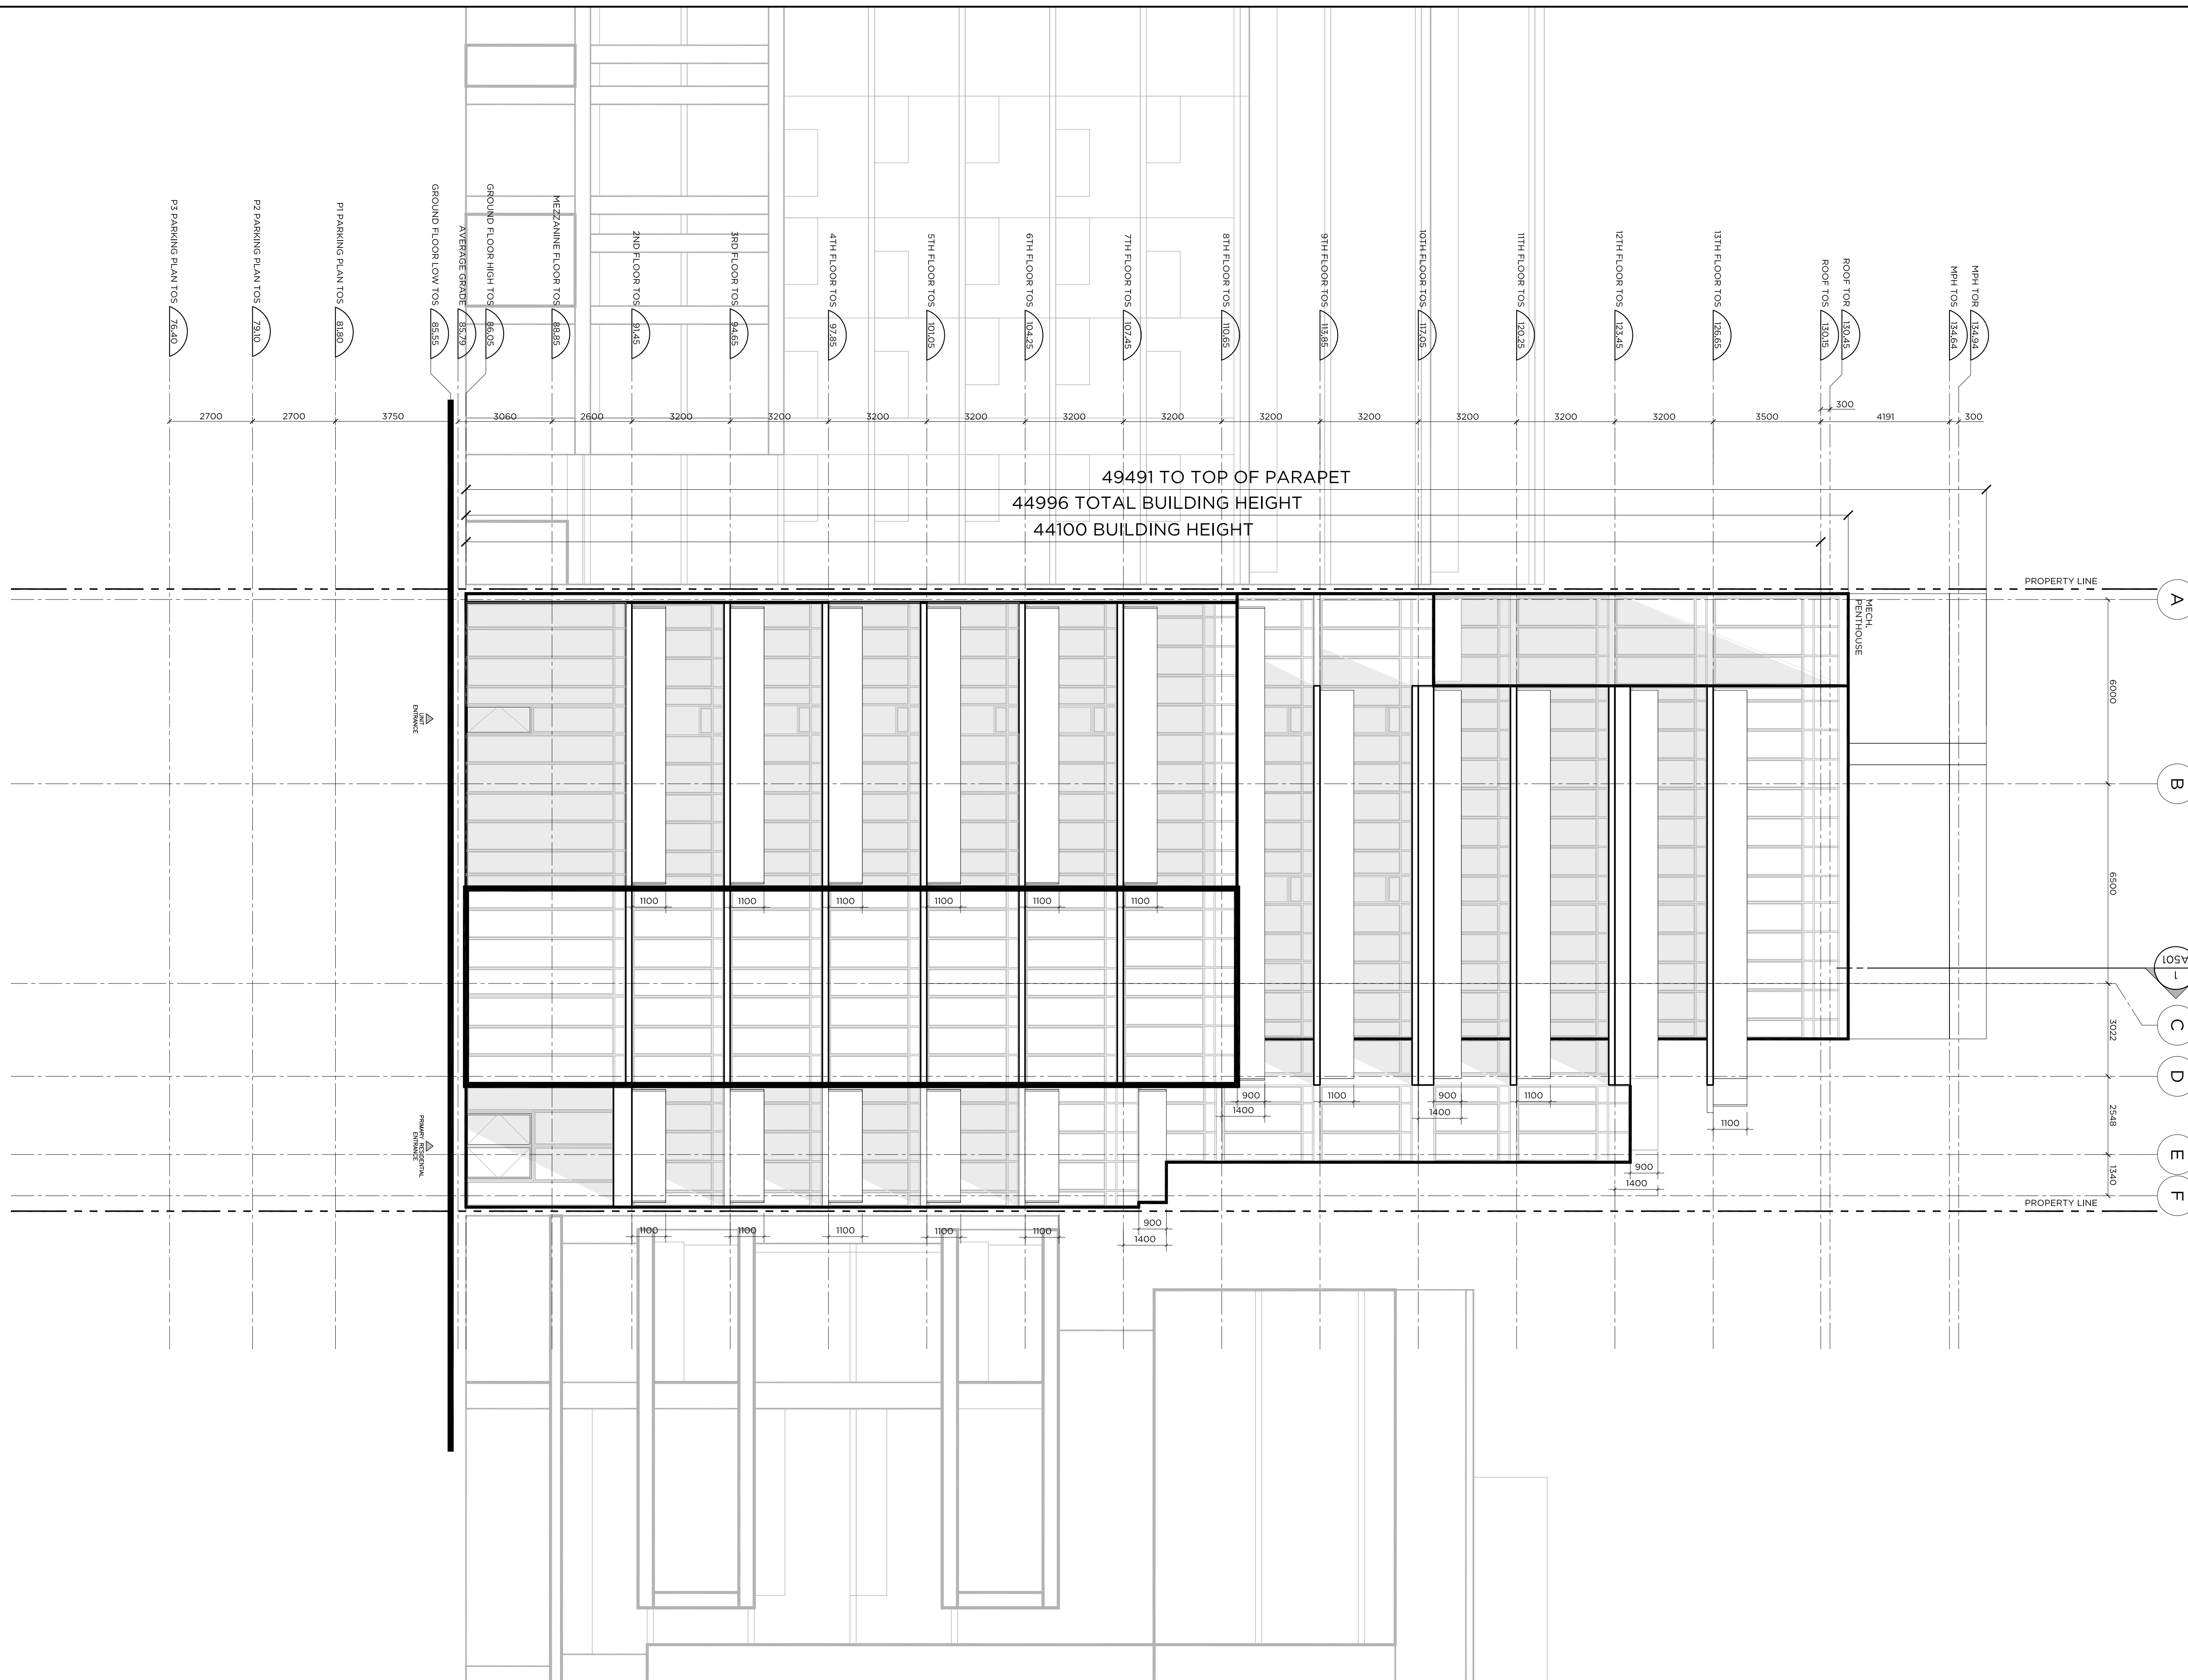 P3 PARKING PLAN TOS
76,40
P2 PARKING PLAN TOS
79,10
P1 PARKING PLAN TOS
81,80
GROUND FLOOR LOW TOS
85,55
AVERAGE GRADE
85,79
GROUND FLOOR HIGH TOS
86,05
MEZZANINE FLOOR TOS
88,85
2ND FLOOR TOS
91,45
3RD FLOOR TOS
94,65
4TH FLOOR TOS
97,85
5TH FLOOR TOS
101,05
6TH FLOOR TOS
104,25
7TH FLOOR TOS
107,45
8TH FLOOR TOS
110,65
9TH FLOOR TOS
113,85
10TH FLOOR TOS
117,05
11TH FLOOR TOS
120,25
12TH FLOOR TOS
123,45
13TH FLOOR TOS
126,65
ROOF TOS
130,15
ROOF TOR
130,45
MPH TOS
134,64
MPH TOR
134,94
300
2700 2700 3750 3060 2600 3200 3200 3200 3200 3200 3200 3200 3200 3200 3200 3200 3500 4191 300
49491 TO TOP OF PARAPET
44996 TOTAL BUILDING HEIGHT
44100 BUILDING HEIGHT
PROPERTY LINE
A
MECH.
PENTHOUSE
6000
UNIT
ENTRANCE
B
6500
1100 1100 1100 1100 1100 1100
A501
1
C
3022
D
900 1100 900 1100
1400 1400
1100
2548
PRIMARY RESIDENTIAL
ENTRANCE
E
900
1400
1340
F
PROPERTY LINE
1100 1100 1100 1100 1100
900
1400